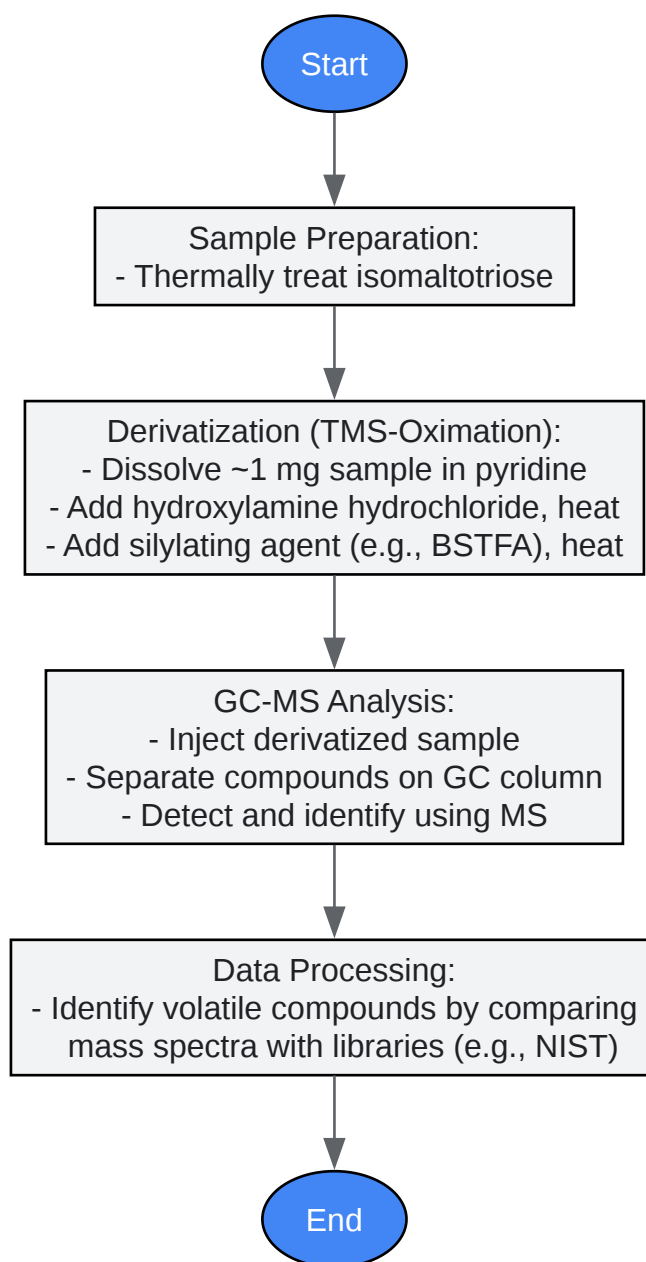 Start
Sample Preparation:
- Thermally treat isomaltotriose
Derivatization (TMS-Oximation):
- Dissolve ~1 mg sample in pyridine
- Add hydroxylamine hydrochloride, heat
- Add silylating agent (e.g., BSTFA), heat
GC-MS Analysis:
- Inject derivatized sample
- Separate compounds on GC column
- Detect and identify using MS
Data Processing:
- Identify volatile compounds by comparing
mass spectra with libraries (e.g., NIST)
End